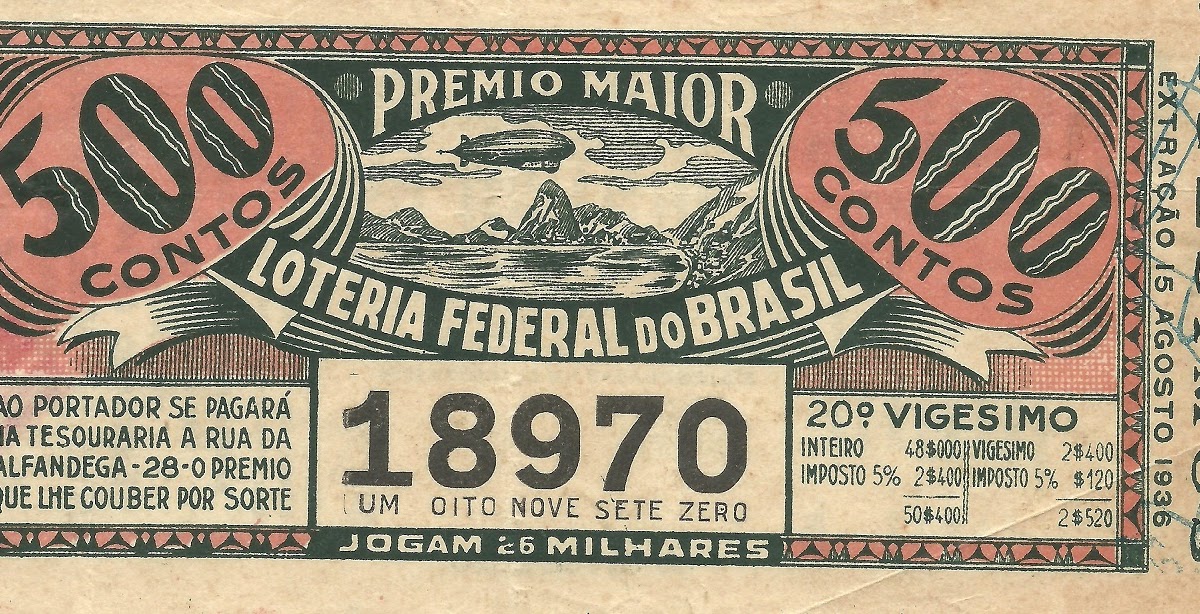 PREMIO MAIOR
500
CONTOS
500
CONTOS
LOTERIA FEDERAL DO BRASIL
AO PORTADOR SE PAGARÁ
NA TESOURARIA A RUA DA
ALFANDEGA-28-O PREMIO
QUE LHE COUBER POR SORTE
18970
UM OITO NOVE SETE ZERO
JOGAM 26 MILHARES
20º VIGESIMO
INTEIRO 48$000 VIGESIMO 2$400
IMPOSTO 5% 2$400 IMPOSTO 5% $120
50$400 2$520
EXTRAÇÃO 15 AGOSTO 1936